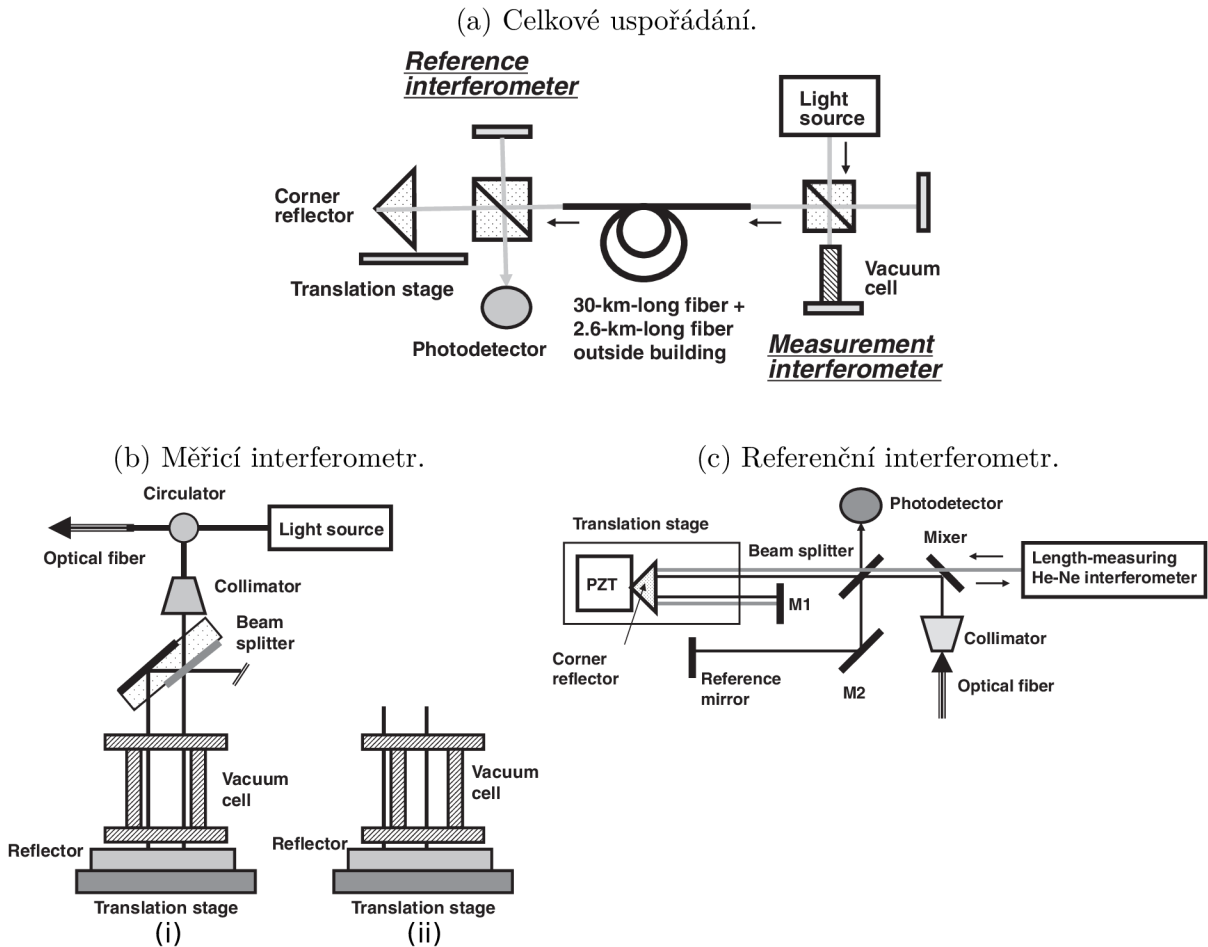 (a) Celkové uspořádání.
Reference
interferometer
Light
source
Corner
reflector
Translation stage
Photodetector
30-km-long fiber +
2.6-km-long fiber
outside building
Vacuum
cell
Measurement
interferometer
(b) Měřicí interferometr.
Circulator
Light source
Optical fiber
Collimator
Beam
splitter
Vacuum
cell
Reflector
Translation stage
(i)
Vacuum
cell
Reflector
Translation stage
(ii)
(c) Referenční interferometr.
Photodetector
Translation stage
Beam splitter
Mixer
Length-measuring
He-Ne interferometer
PZT
M1
Collimator
Corner
reflector
Reference
mirror
M2
Optical fiber